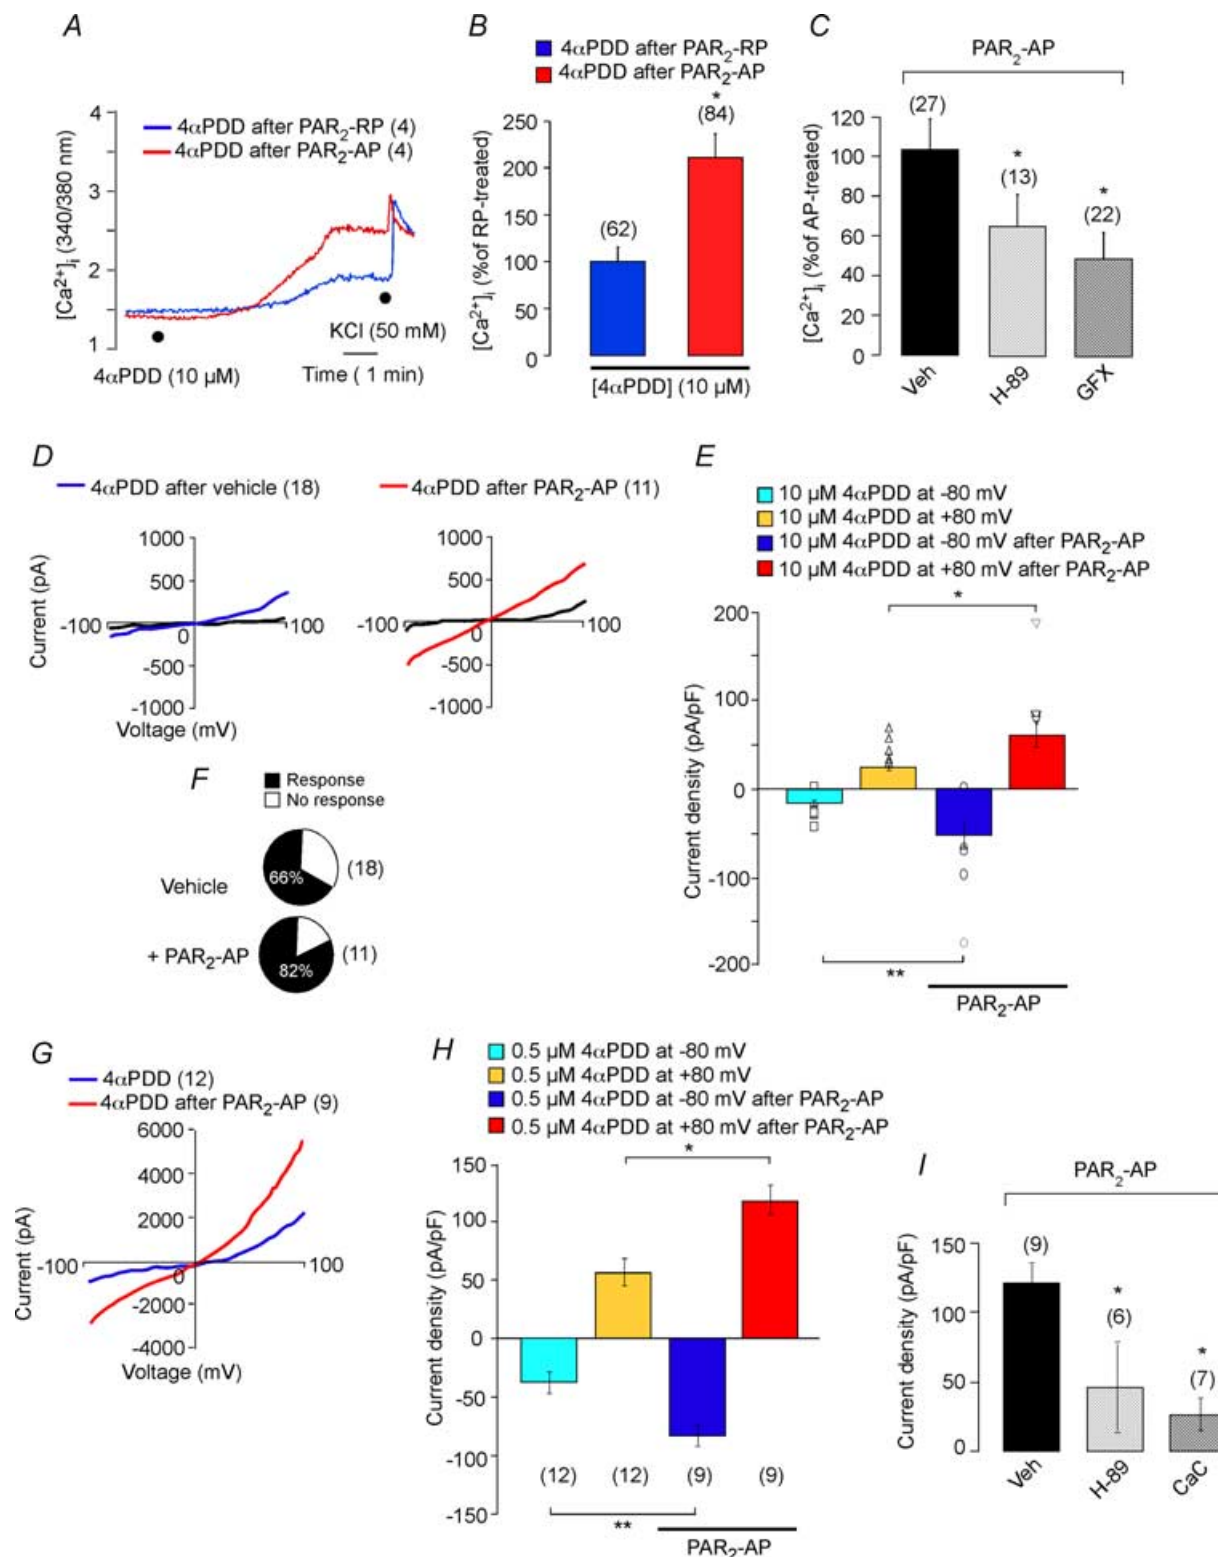 A
4αPDD after PAR2-RP (4)
4αPDD after PAR2-AP (4)
[Ca2+]i (340/380 nm)
4
3
2
1
KCl (50 mM)
4αPDD (10 µM)
Time ( 1 min)
B
4αPDD after PAR2-RP
4αPDD after PAR2-AP
[Ca2+]i (%of RP-treated)
250
200
150
100
50
0
(62)
*
(84)
[4αPDD] (10 µM)
C
PAR2-AP
[Ca2+]i (%of AP-treated)
120
100
80
60
40
20
0
(27)
*
(13)
*
(22)
Veh
H-89
GFX
D
4αPDD after vehicle (18)
4αPDD after PAR2-AP (11)
Current (pA)
1000
500
-100
0
100
-500
-1000
Voltage (mV)
1000
500
-100
0
100
-500
-1000
E
10 µM 4αPDD at -80 mV
10 µM 4αPDD at +80 mV
10 µM 4αPDD at -80 mV after PAR2-AP
10 µM 4αPDD at +80 mV after PAR2-AP
Current density (pA/pF)
200
100
0
-100
-200
*
**
PAR2-AP
F
Response
No response
Vehicle
66%
(18)
+ PAR2-AP
82%
(11)
G
4αPDD (12)
4αPDD after PAR2-AP (9)
Current (pA)
6000
4000
2000
-100
0
100
-2000
-4000
Voltage (mV)
H
0.5 µM 4αPDD at -80 mV
0.5 µM 4αPDD at +80 mV
0.5 µM 4αPDD at -80 mV after PAR2-AP
0.5 µM 4αPDD at +80 mV after PAR2-AP
Current density (pA/pF)
150
100
50
0
-50
-100
-150
*
(12)
(12)
(9)
(9)
**
PAR2-AP
I
PAR2-AP
Current density (pA/pF)
150
100
50
0
(9)
*
(6)
*
(7)
Veh
H-89
CaC